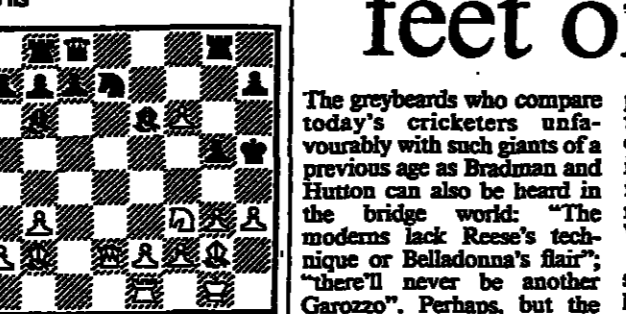 feet o
The greybeards who compare
today's cricketers unfa-
vourably with such giants of a
previous age as Bradman and
Hutton can also be heard in
the bridge world: "The
moderns lack Reese's tech-
nique or Belladonna's flair";
"there'll never be another
Garozzo". Perhaps, but the